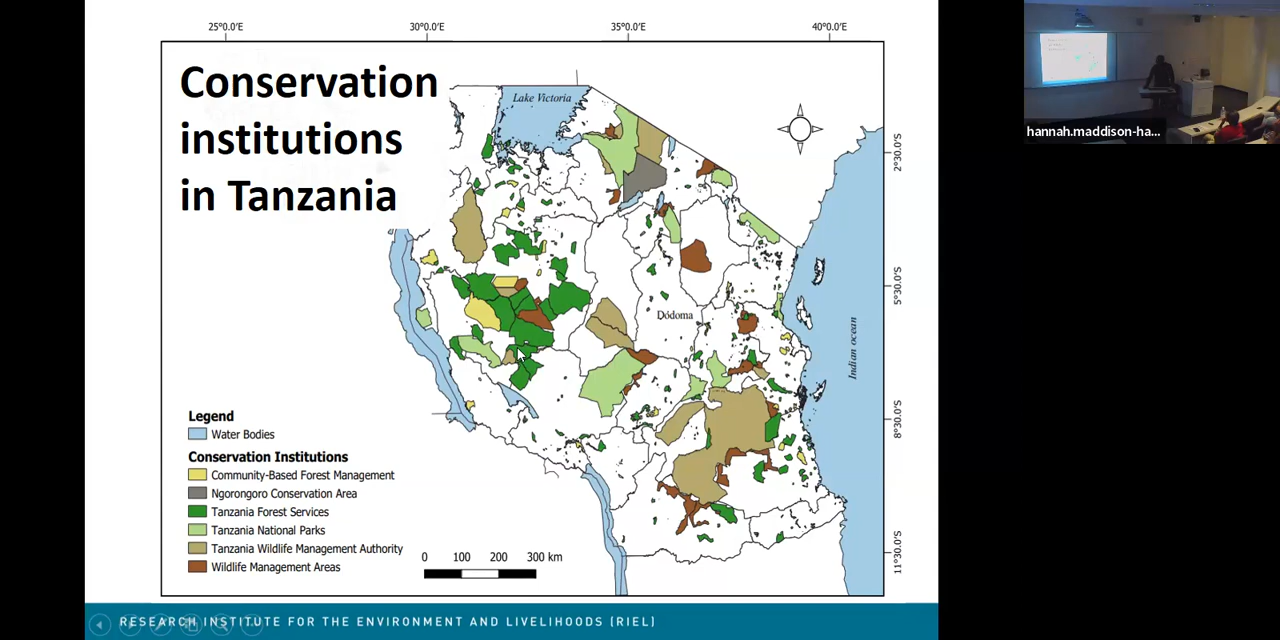 25°0.0'E 30°0.0'E 35°0.0'E 40°0.0'E
Conservation
institutions
in Tanzania
Lake Victoria
2°30.0'S
5°30.0'S
Dódoma
Indian ocean
8°30.0'S
11°30.0'S
Legend
Water Bodies
Conservation Institutions
Community-Based Forest Management
Ngorongoro Conservation Area
Tanzania Forest Services
Tanzania National Parks
Tanzania Wildlife Management Authority
Wildlife Management Areas
0 100 200 300 km
RESEARCH INSTITUTE FOR THE ENVIRONMENT AND LIVELIHOODS (RIEL)
hannah.maddison-ha...